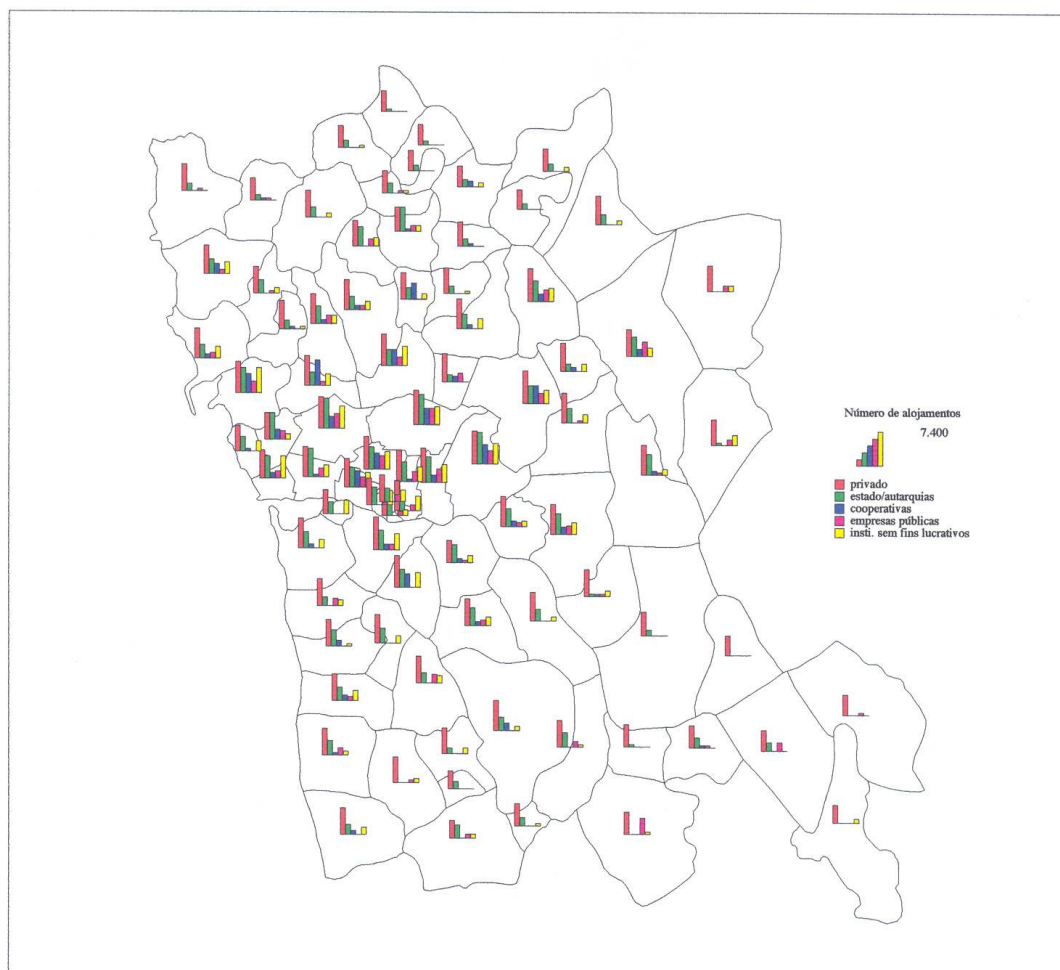 Número de alojamentos
7.400
privado
estado/autarquias
cooperativas
empresas públicas
insti. sem fins lucrativos